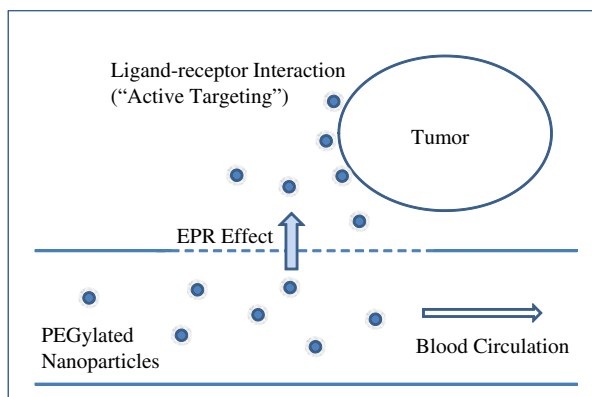 Ligand-receptor Interaction
(“Active Targeting”)
Tumor
EPR Effect
PEGylated
Nanoparticles
Blood Circulation